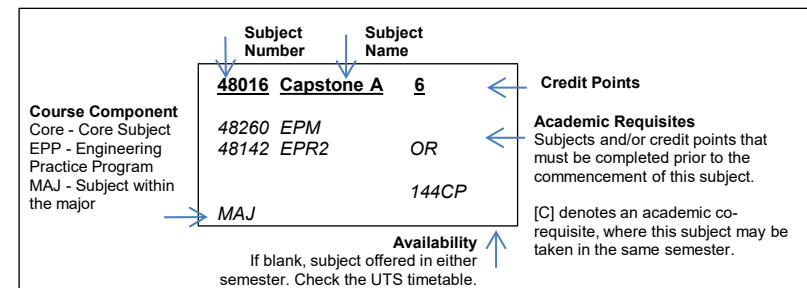 Subject Number
Subject Name
48016 Capstone A 6
48260 EPM
48142 EPR2 OR
144CP
MAJ
Course Component
Core - Core Subject
EPP - Engineering
Practice Program
MAJ - Subject within
the major
Credit Points
Academic Requisites
Subjects and/or credit points that
must be completed prior to the
commencement of this subject.
[C] denotes an academic co-
requisite, where this subject may be
taken in the same semester.
Availability
If blank, subject offered in either
semester. Check the UTS timetable.